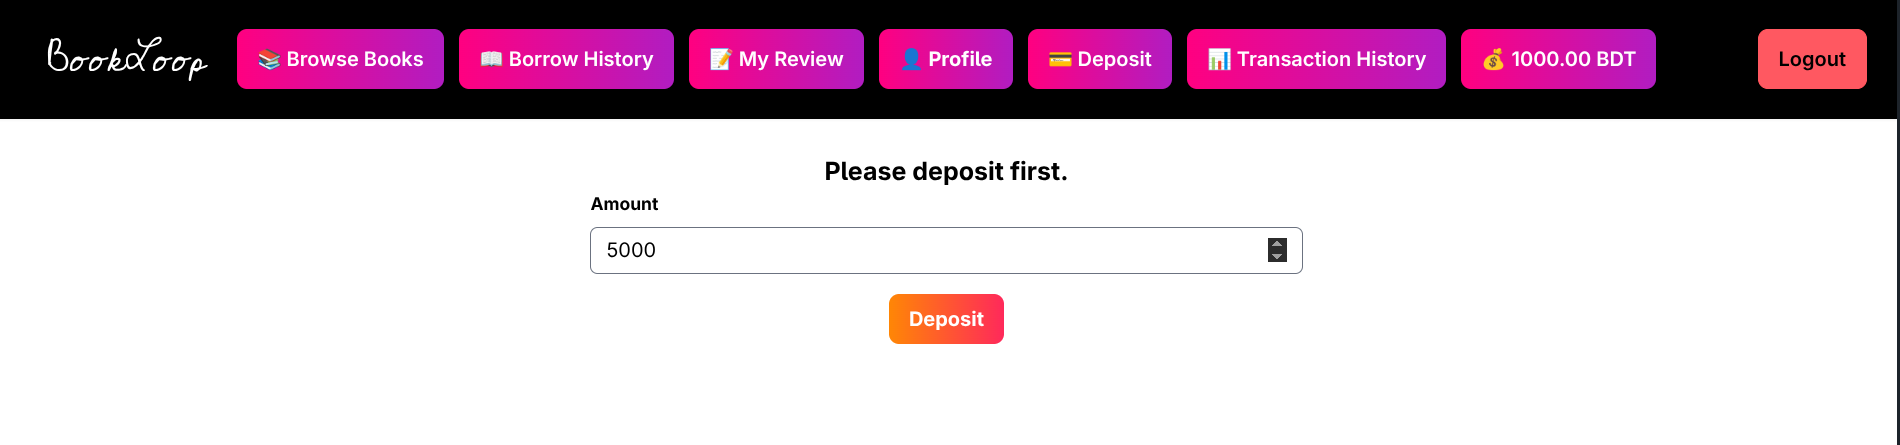 BookLoop 📚 Browse Books 📖 Borrow History 📝 My Review 👤 Profile 💳 Deposit 📊 Transaction History 💰 1000.00 BDT Logout
Please deposit first.
Amount
5000
Deposit